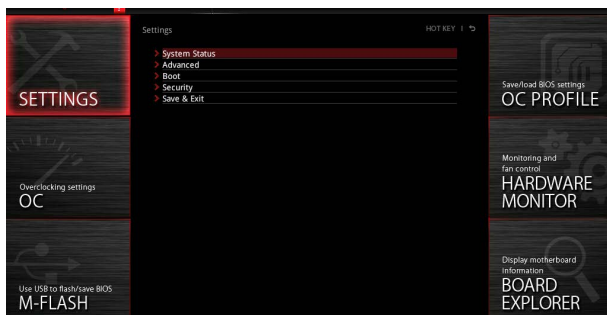 SETTINGS
Overclocking settings
OC
Use USB to flash/save BIOS
M-FLASH
Settings
HOT KEY |
System Status
Advanced
Boot
Security
Save & Exit
Save/load BIOS settings
OC PROFILE
Monitoring and
fan control
HARDWARE
MONITOR
Display motherboard
information
BOARD
EXPLORER